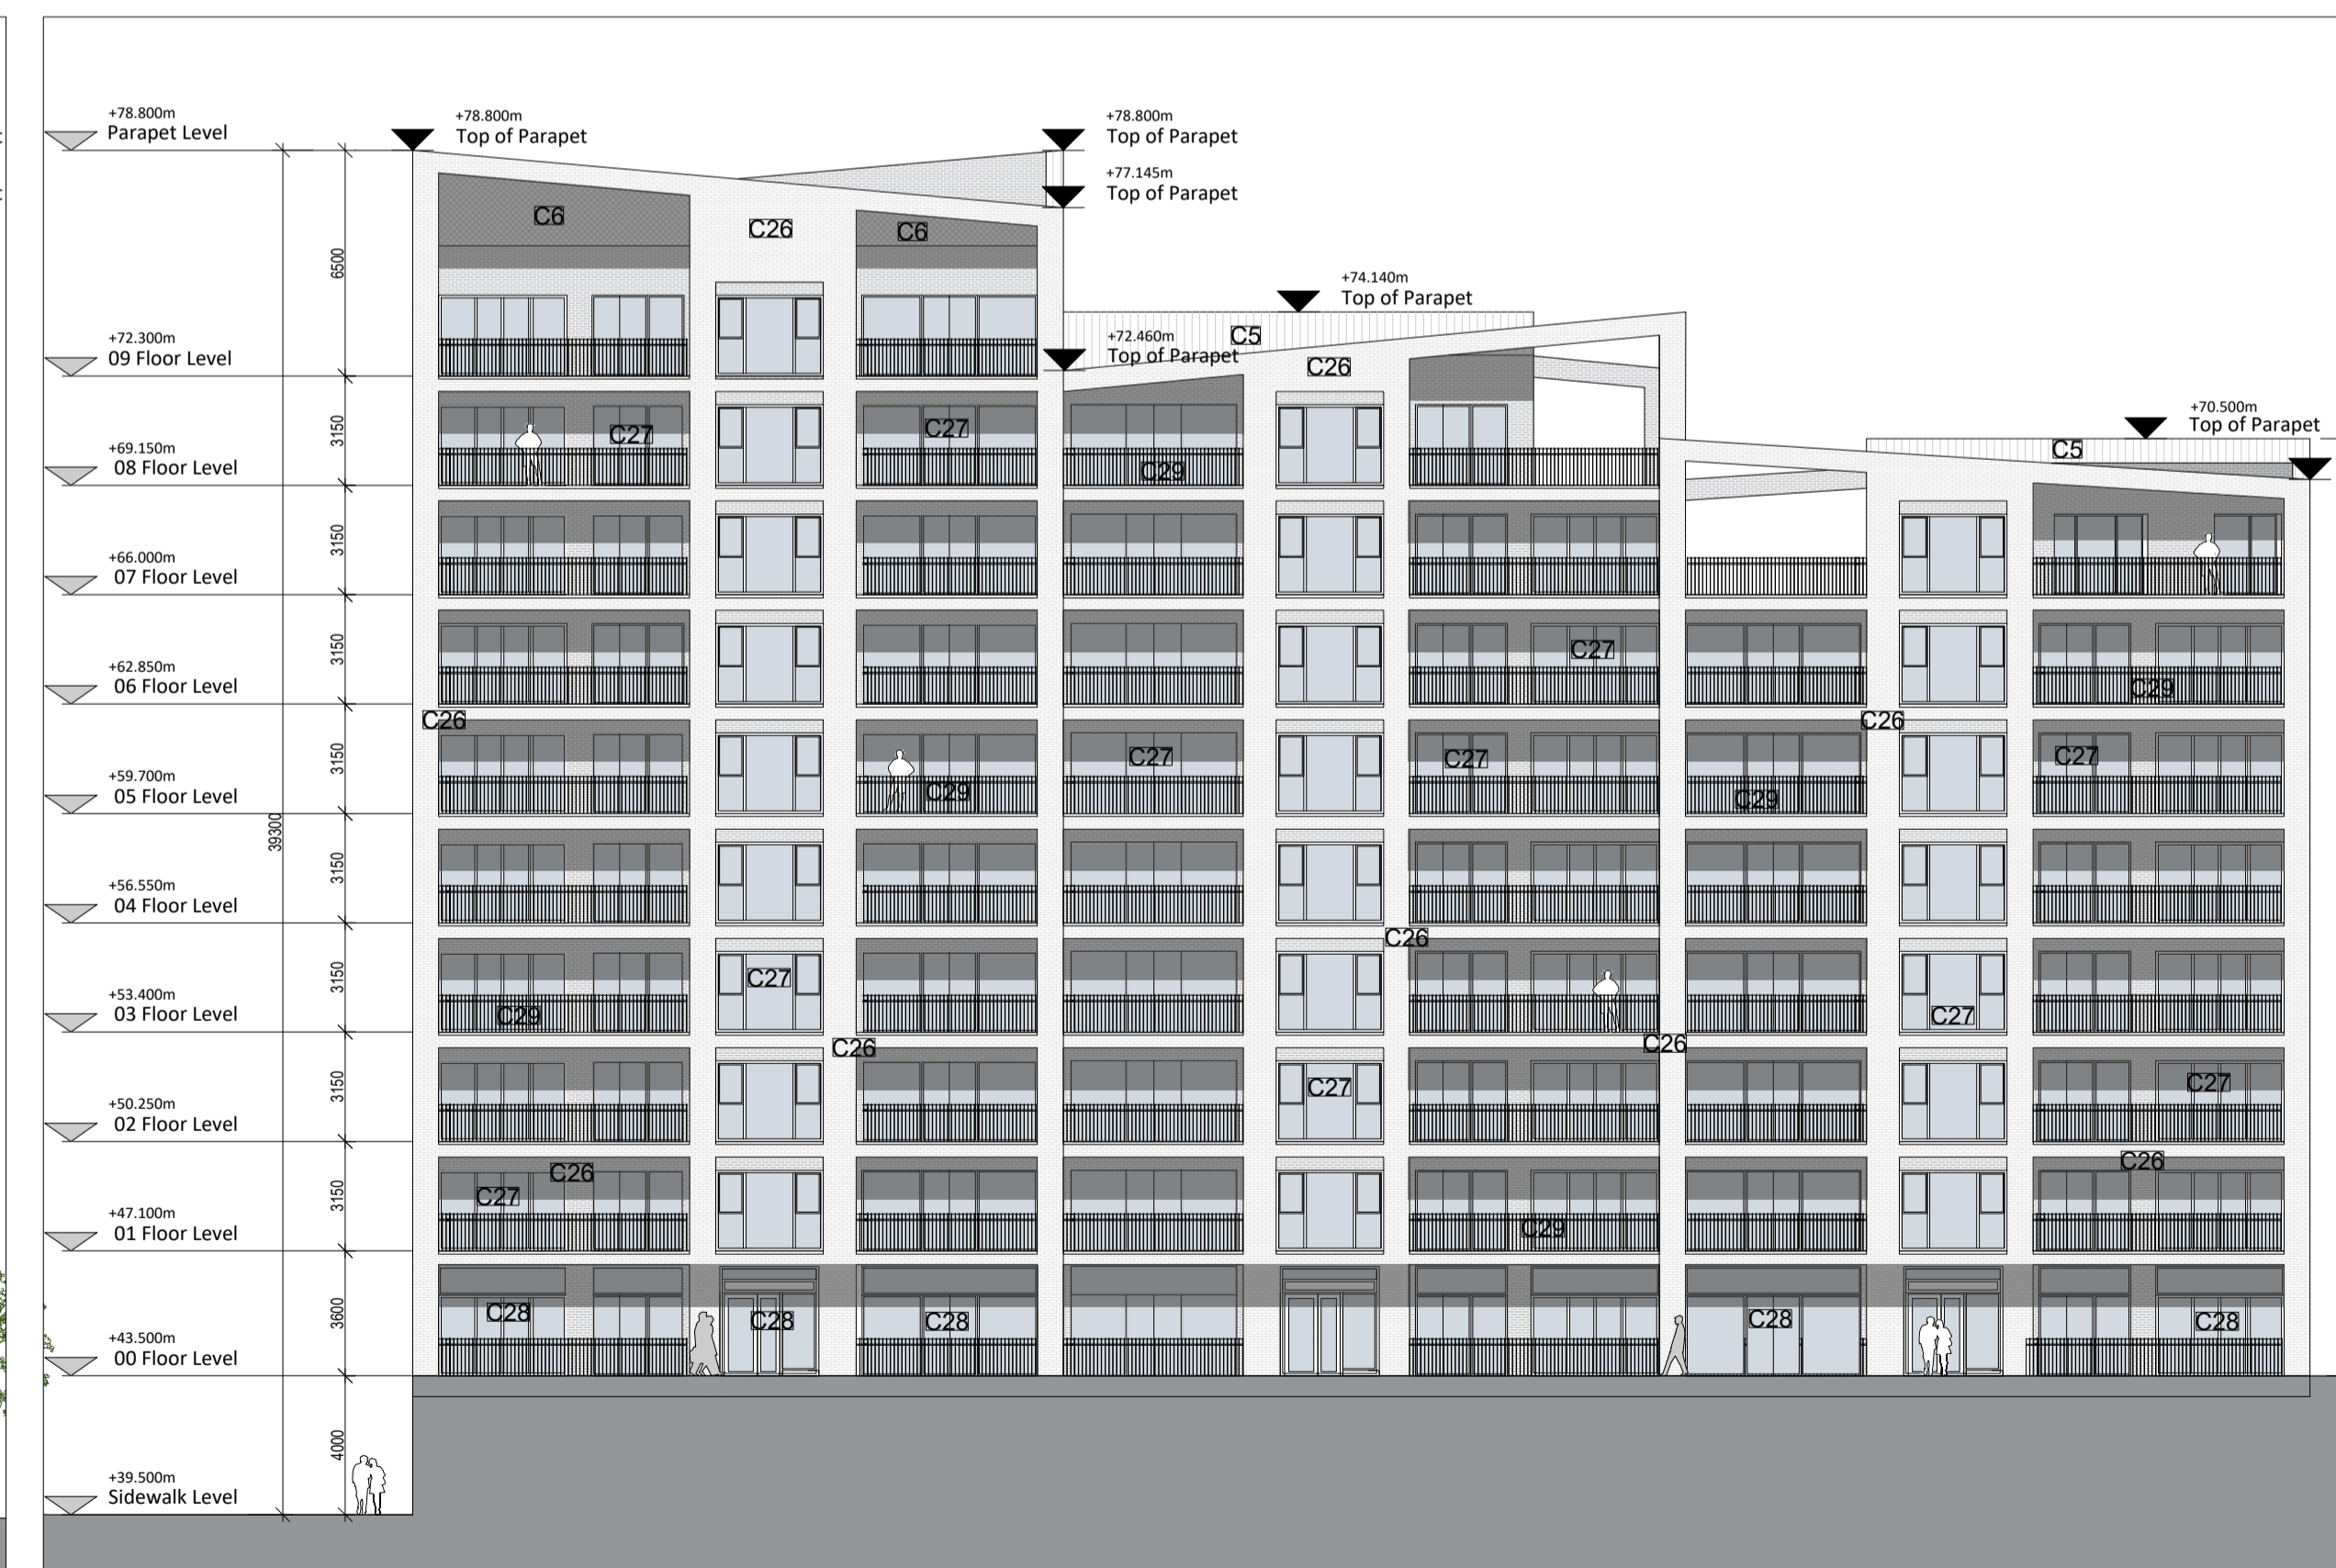 +78.800m
Parapet Level
+78.800m
Top of Parapet
+78.800m
Top of Parapet
+77.145m
Top of Parapet
C6
C26
C6
6500
+74.140m
Top of Parapet
C5
+72.460m
Top of Parapet
C26
+72.300m
09 Floor Level
+70.500m
Top of Parapet
C5
3150
C27
C27
C29
+69.150m
08 Floor Level
3150
+66.000m
07 Floor Level
3150
C27
+62.850m
06 Floor Level
C29
C26
C26
3150
C27
C27
C27
C29
C29
+59.700m
05 Floor Level
39300
3150
+56.550m
04 Floor Level
C26
3150
C27
+53.400m
03 Floor Level
C29
C27
C26
C26
3150
C27
C27
+50.250m
02 Floor Level
C26
C26
3150
C27
+47.100m
01 Floor Level
C29
3600
C28
C28
C28
C28
C28
+43.500m
00 Floor Level
4000
+39.500m
Sidewalk Level